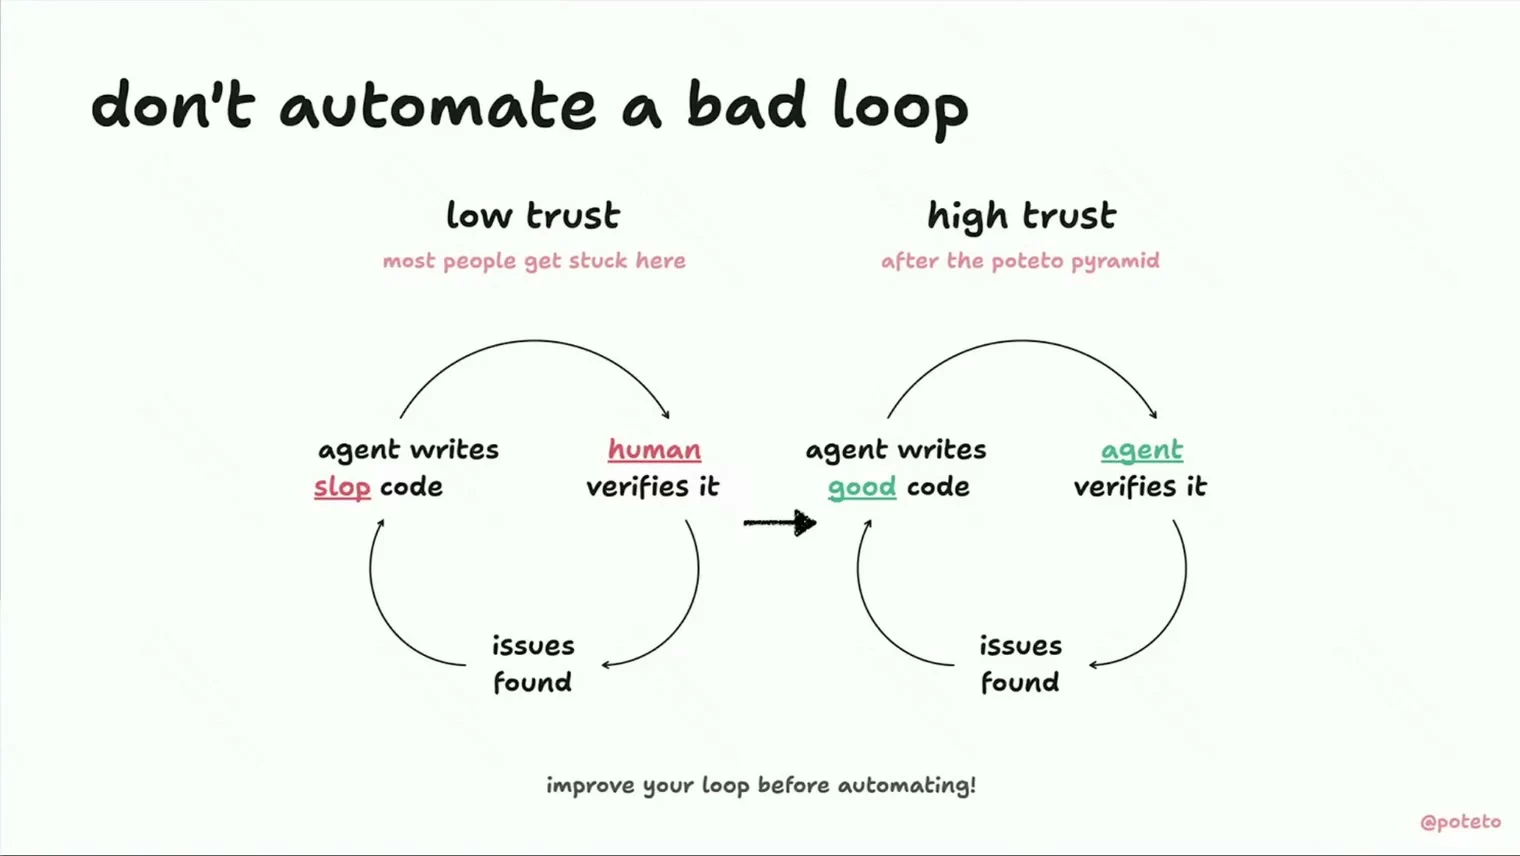 don't automate a bad loop
low trust
most people get stuck here
agent writes
slop code
human
verifies it
issues
found
high trust
after the poteto pyramid
agent writes
good code
agent
verifies it
issues
found
improve your loop before automating!
@poteto